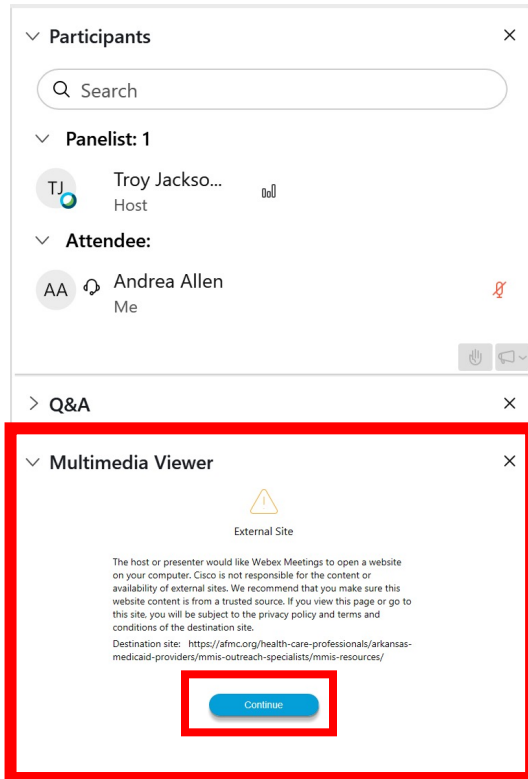 Participants
Search
Panelist: 1
TJ
Troy Jackso...
Host
Attendee:
AA
Andrea Allen
Me
Q&A
Multimedia Viewer
External Site
The host or presenter would like Webex Meetings to open a website
on your computer. Cisco is not responsible for the content or
availability of external sites. We recommend that you make sure this
website content is from a trusted source. If you view this page or go to
this site, you will be subject to the privacy policy and terms and
conditions of the destination site.
Destination site: https://afmc.org/health-care-professionals/arkansas-
medicaid-providers/mmis-outreach-specialists/mmis-resources/
Continue